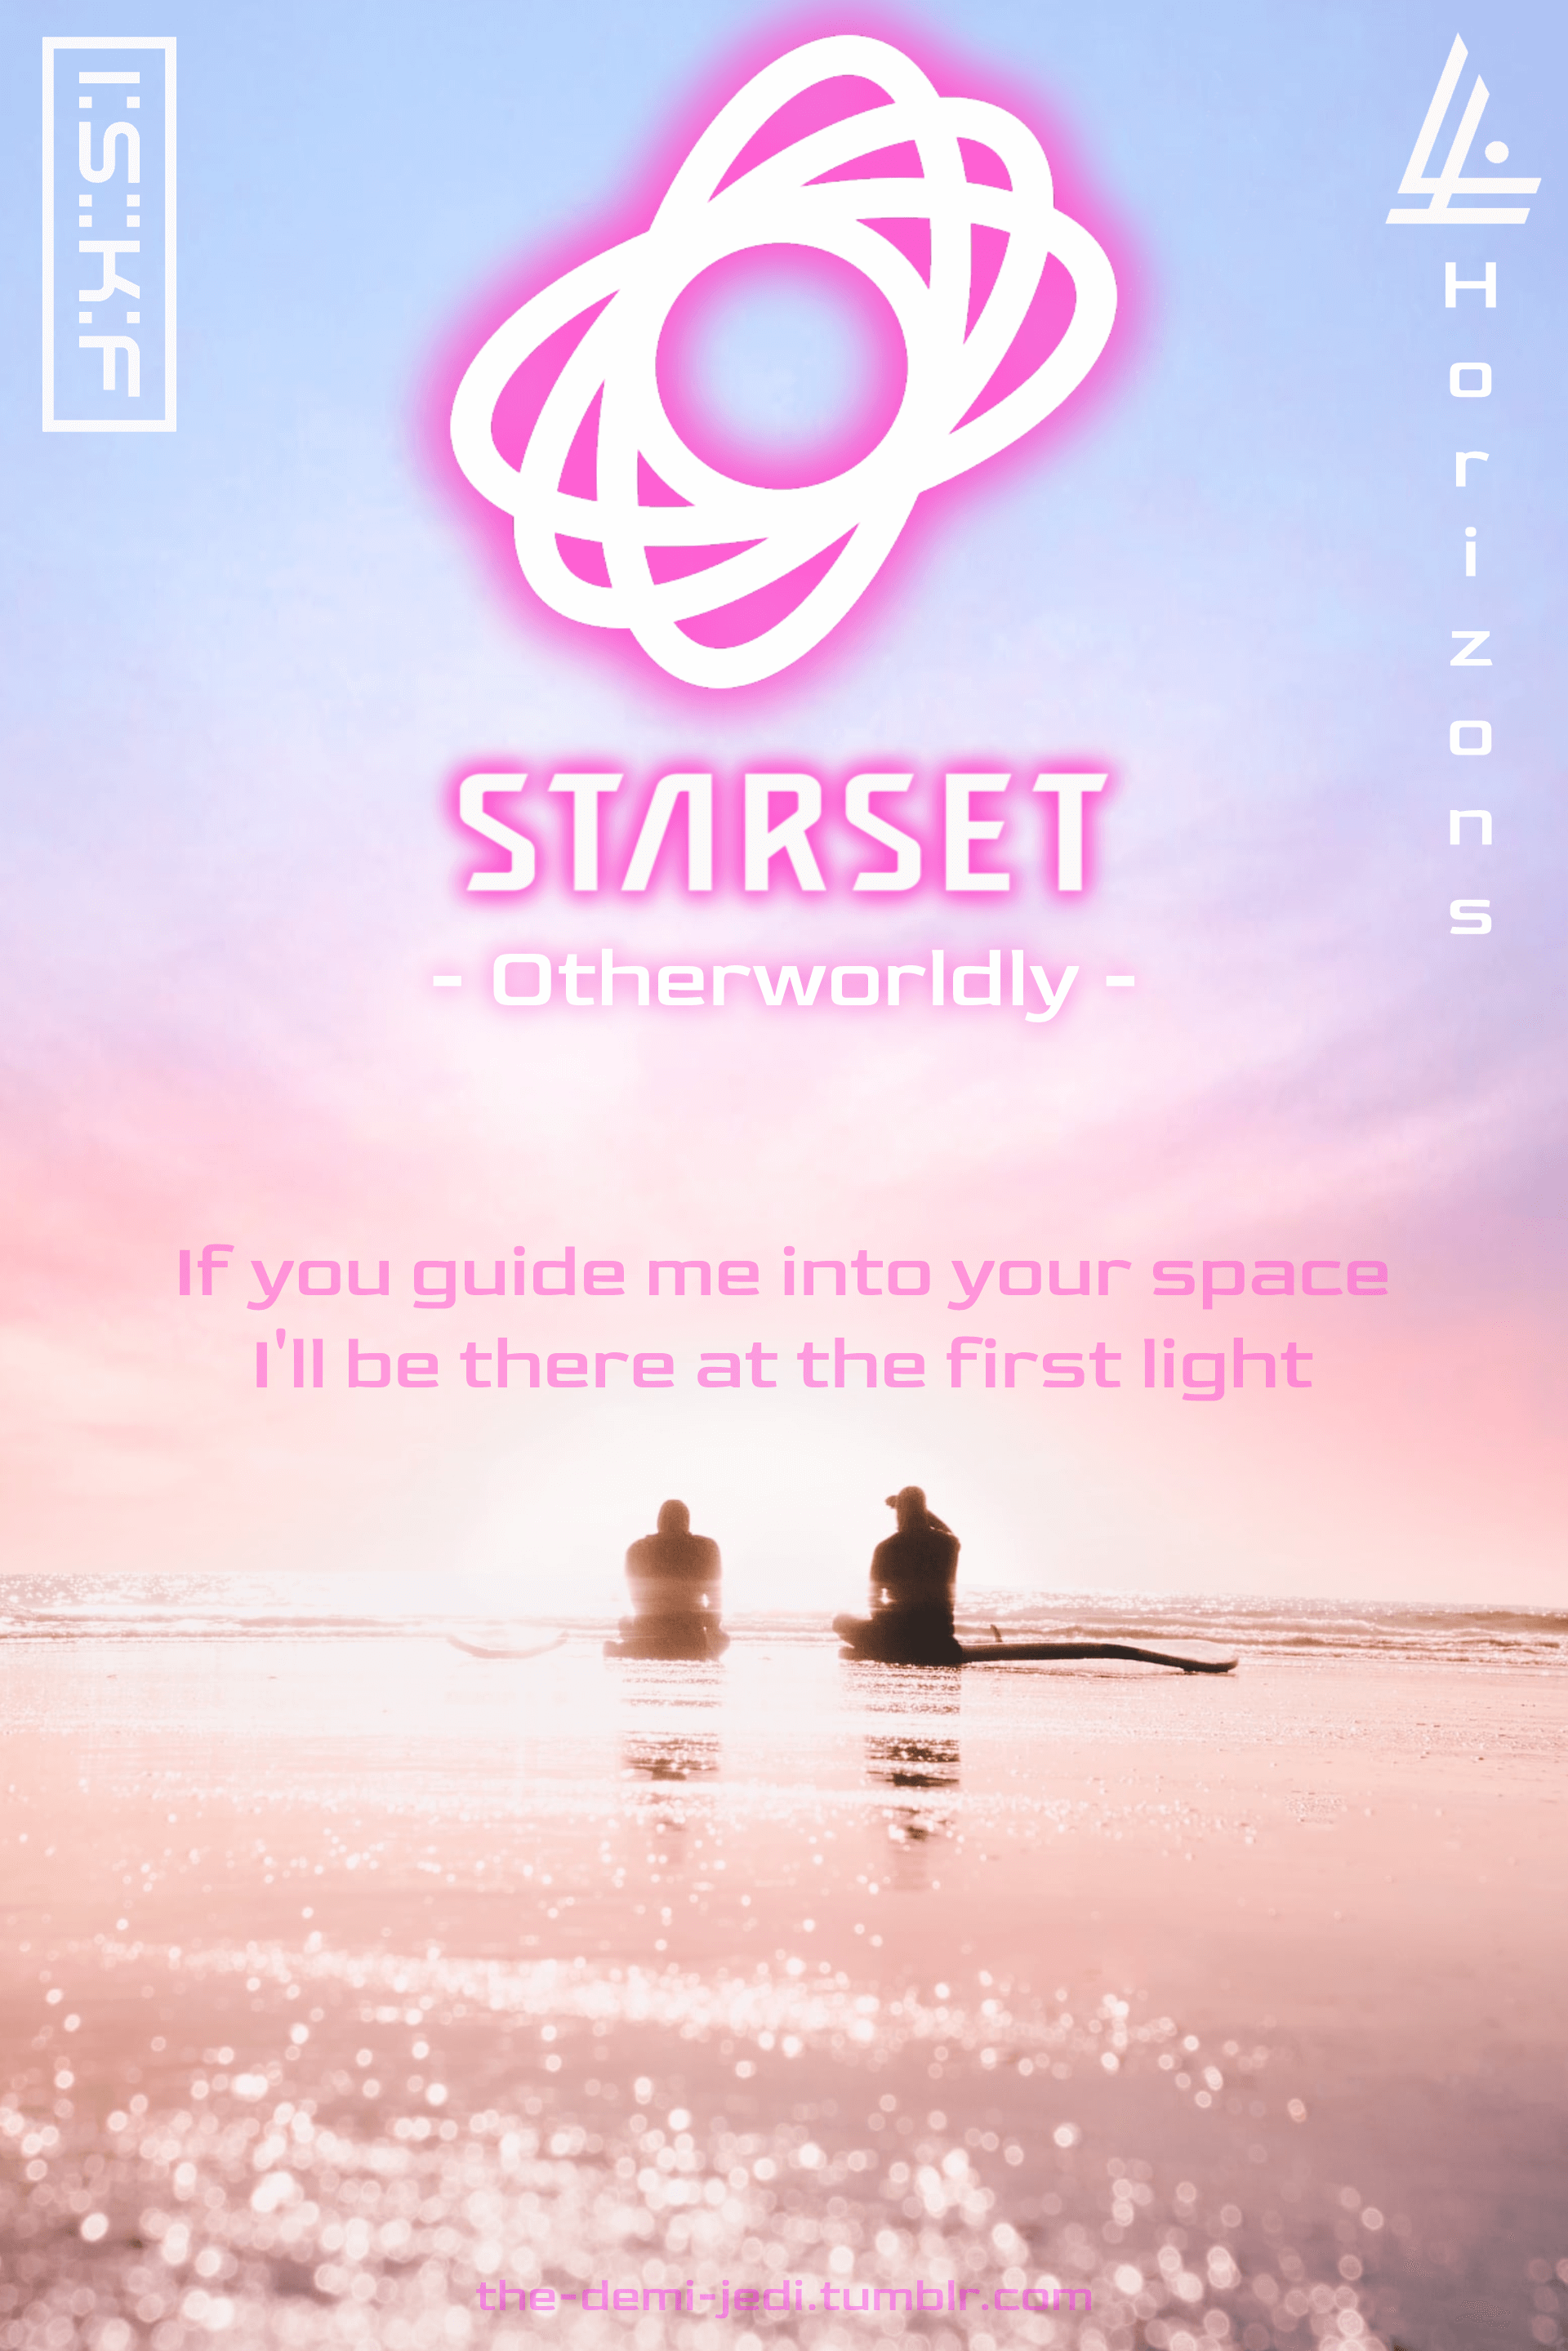 I:S:K:F
Horizons
STARSET
- Otherworldly -
If you guide me into your space
I'll be there at the first light
the-demi-jedi.tumblr.com